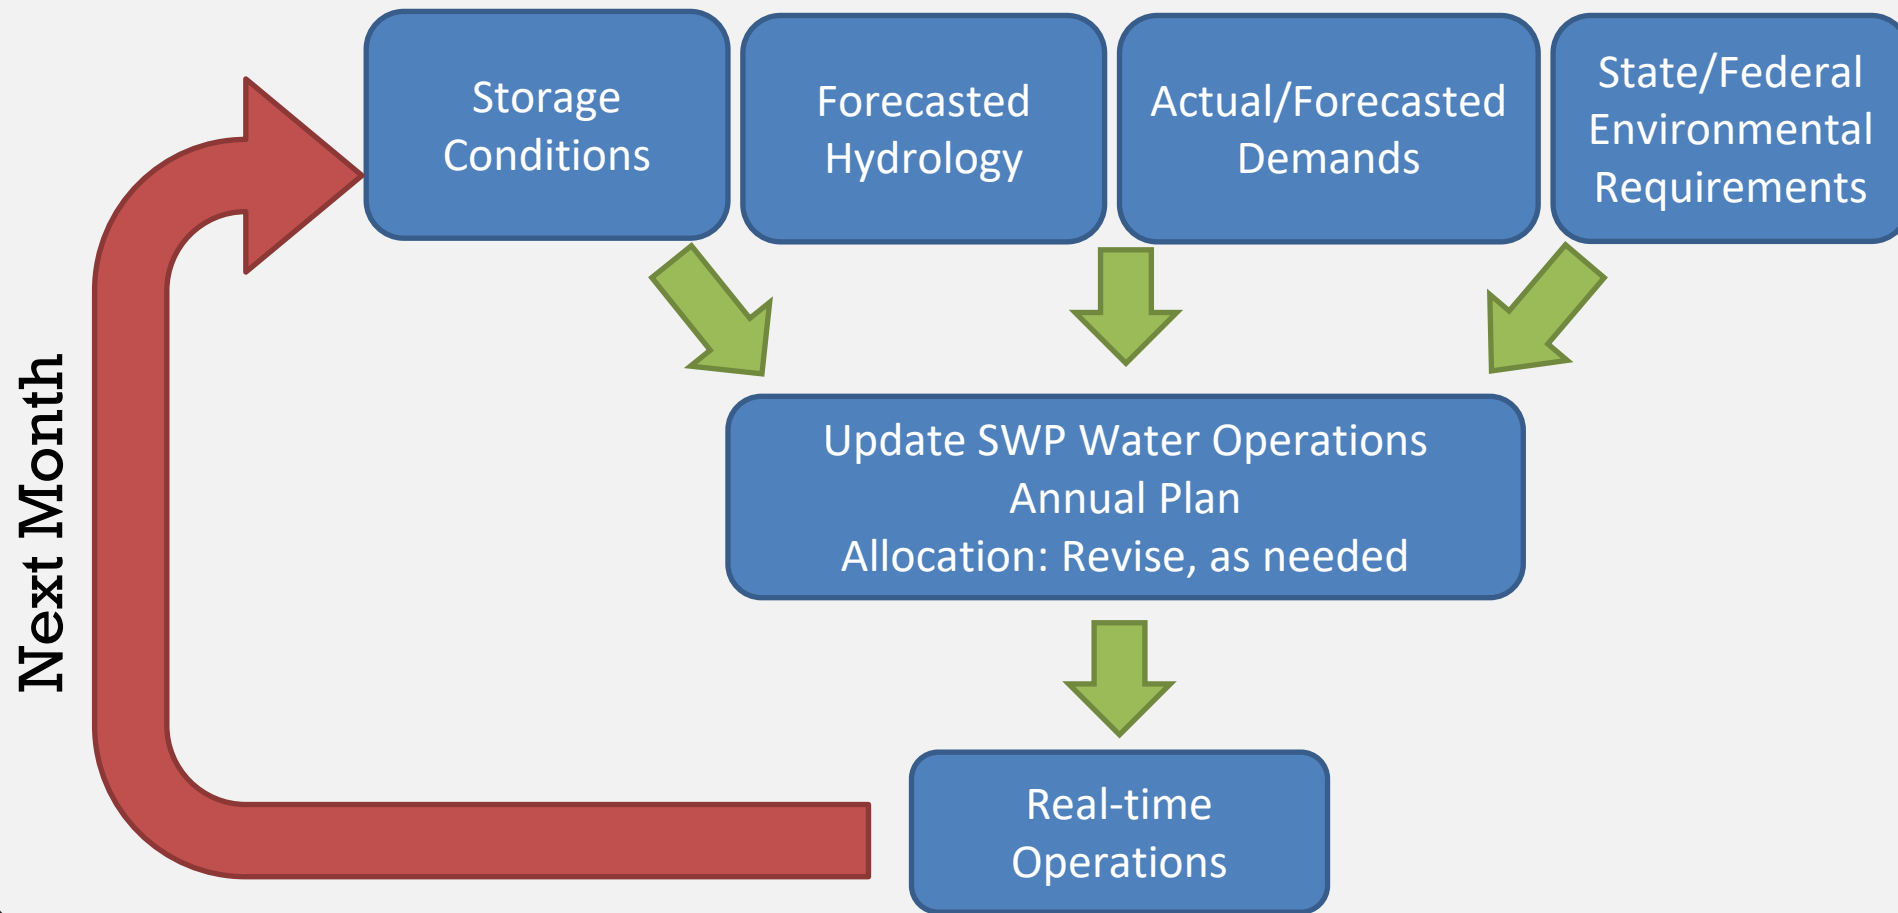 Storage
Conditions
Forecasted
Hydrology
Actual/Forecasted
Demands
State/Federal
Environmental
Requirements
Next Month
Update SWP Water Operations
Annual Plan
Allocation: Revise, as needed
Real-time
Operations